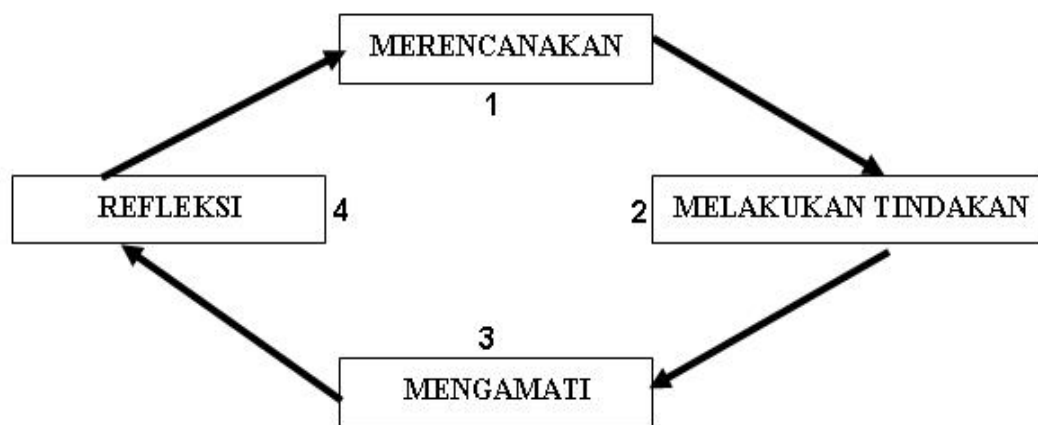 MERENCANAKAN
1
REFLEKSI
4
2
MELAKUKAN TINDAKAN
3
MENGAMATI